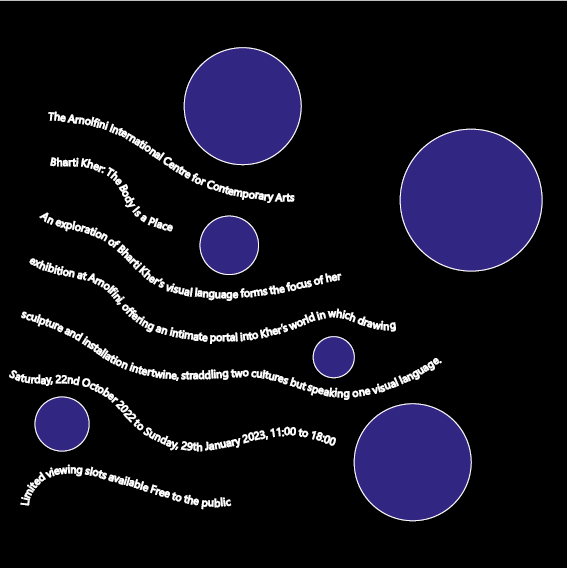 The Arnolfini International Centre for Contemporary Arts
Bharti Kher: The Body is a Place
An exploration of Bharti Kher's visual language forms the focus of her
exhibition at Arnolfini, offering an intimate portal into Kher's world in which drawing
sculpture and installation intertwine, straddling two cultures but speaking one visual language.
Saturday, 22nd October 2022 to Sunday, 29th January 2023, 11:00 to 18:00
Limited viewing slots available Free to the public